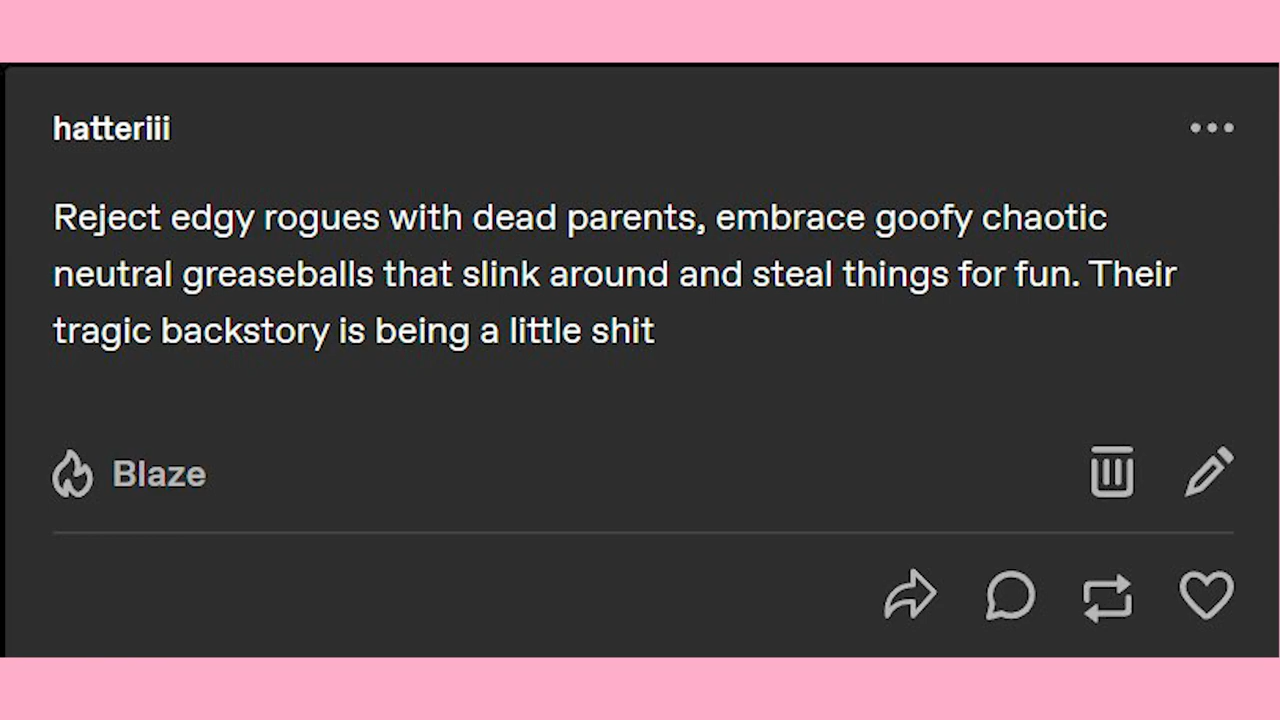 hatteriii
Reject edgy rogues with dead parents, embrace goofy chaotic
neutral greaseballs that slink around and steal things for fun. Their
tragic backstory is being a little shit
Blaze